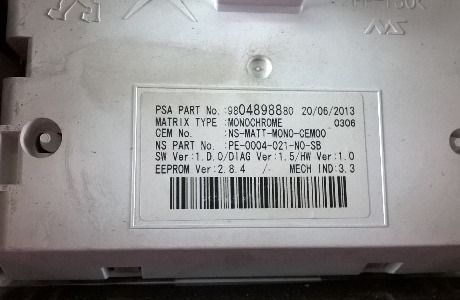 PSA PART No.:9804898880 20/06/2013
MATRIX TYPE :MONOCHROME 0306
CEM No. :NS-MATT-MONO-CEM00
NS PART No. :PE-0004-021-NO-SB
SW Ver:1.D.0/DIAG Ver:1.5/HW Ver:1.0
EEPROM Ver:2.8.4 /- MECH IND:3.3